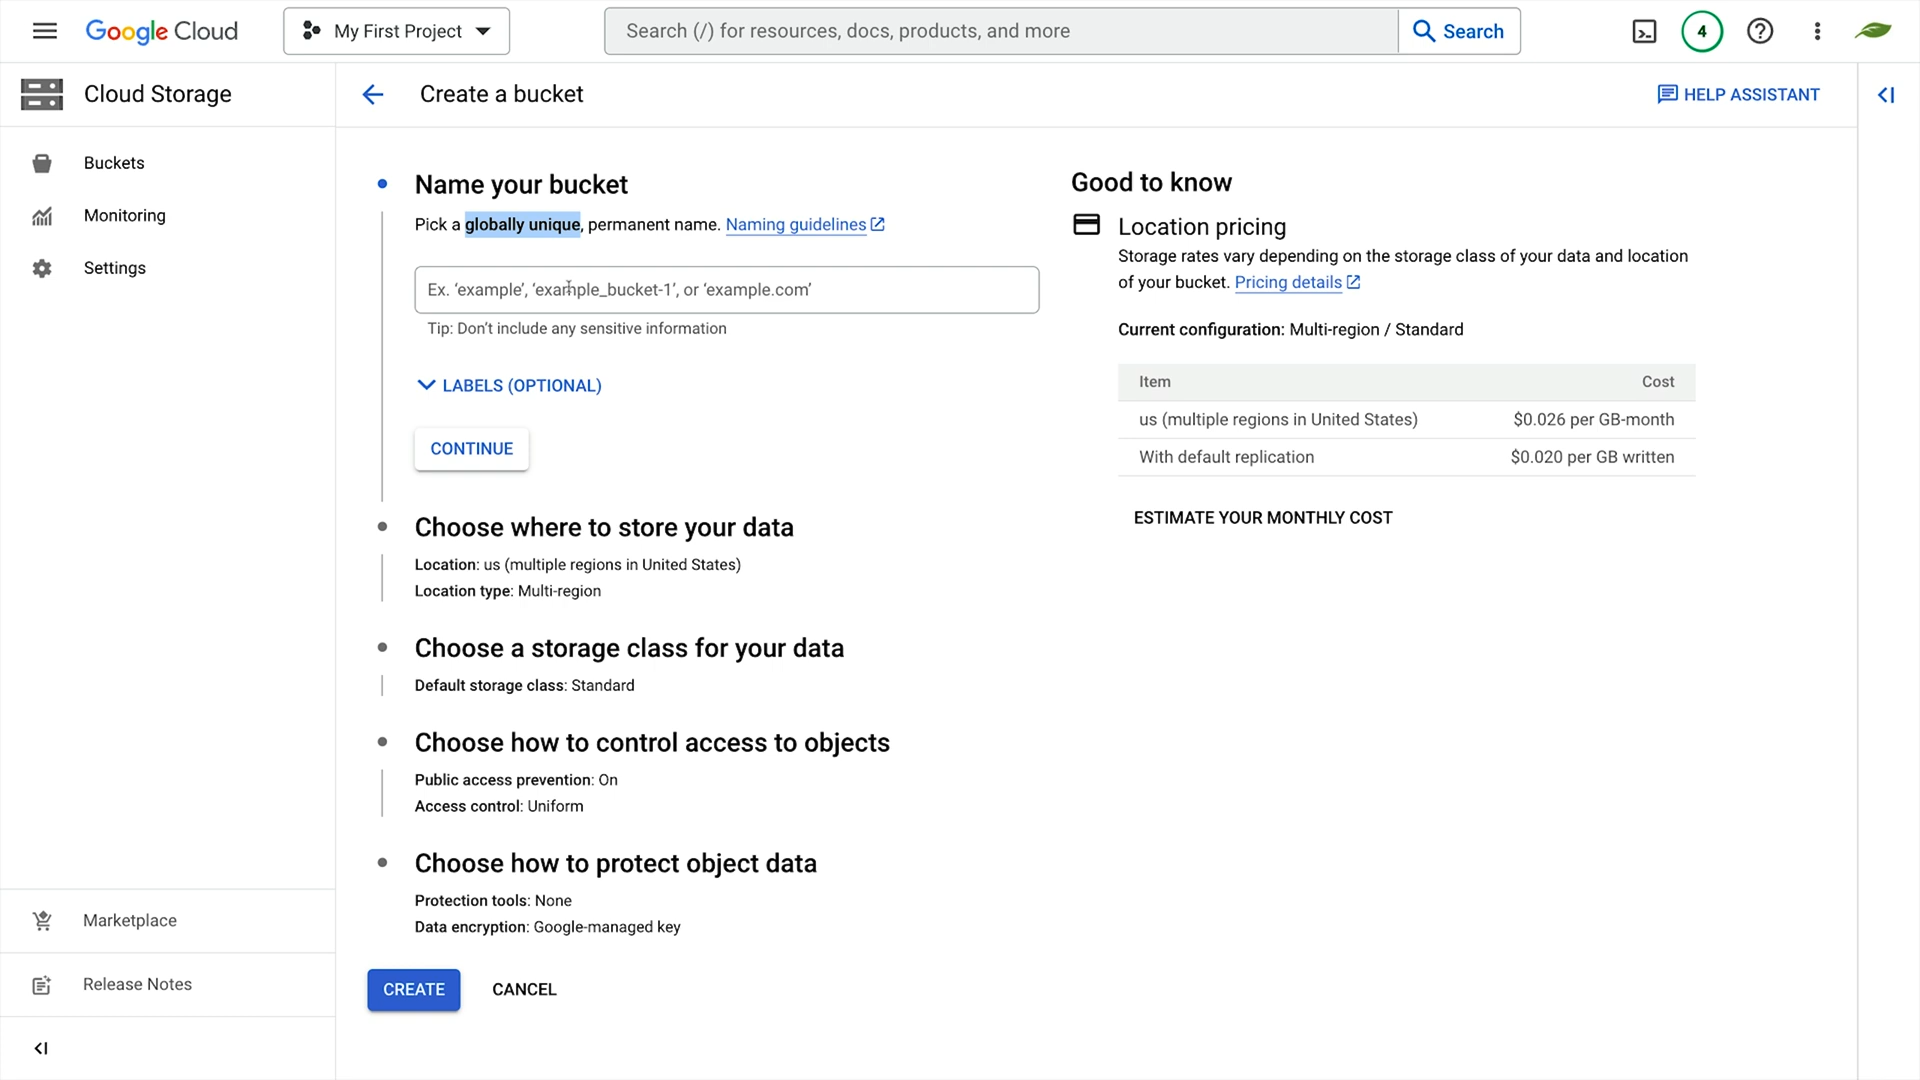 Google Cloud
My First Project
Search (/) for resources, docs, products, and more
Search
4
Cloud Storage
Create a bucket
HELP ASSISTANT
Buckets
Monitoring
Settings
Name your bucket
Pick a globally unique, permanent name. Naming guidelines
Ex. ‘example’, ‘example_bucket-1’, or ‘example.com’
Tip: Don’t include any sensitive information
LABELS (OPTIONAL)
CONTINUE
Choose where to store your data
Location: us (multiple regions in United States)
Location type: Multi-region
Choose a storage class for your data
Default storage class: Standard
Choose how to control access to objects
Public access prevention: On
Access control: Uniform
Choose how to protect object data
Protection tools: None
Data encryption: Google-managed key
CREATE
CANCEL
Good to know
Location pricing
Storage rates vary depending on the storage class of your data and location
of your bucket. Pricing details
Current configuration: Multi-region / Standard
Item Cost
us (multiple regions in United States) $0.026 per GB-month
With default replication $0.020 per GB written
ESTIMATE YOUR MONTHLY COST
Marketplace
Release Notes